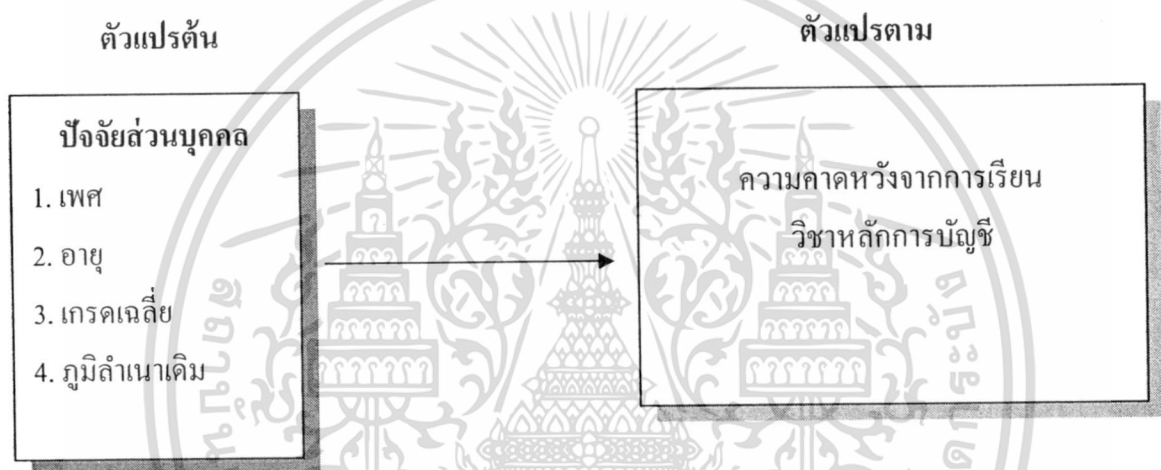 ตัวแปรต้น
ตัวแปรตาม
ปัจจัยส่วนบุคคล
1. เพศ
2. อายุ
3. เกรดเฉลี่ย
4. ภูมิลำเนาเดิม
ความคาดหวังจากการเรียน
วิชาหลักการบัญชี